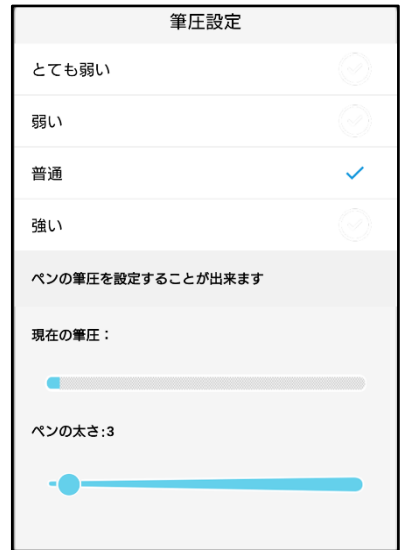 筆圧設定
とても弱い
弱い
普通
強い
ペンの筆圧を設定することが出来ます
現在の筆圧：
ペンの太さ:3